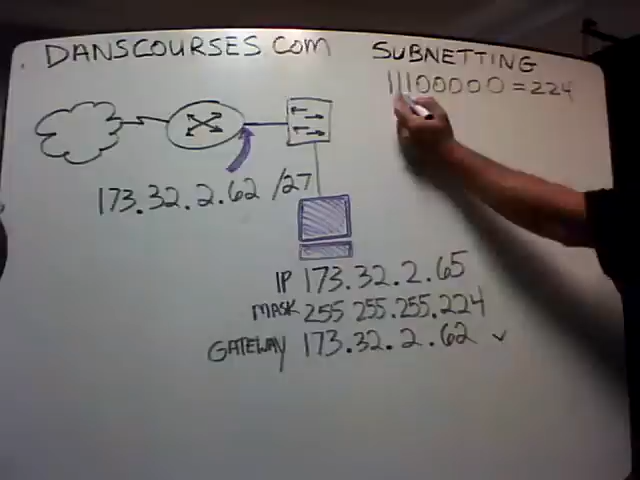 DANSCOURSES.COM
SUBNETTING
11100000 = 224
173.32.2.62 /27
IP 173.32.2.65
MASK 255 255.255.224
GATEWAY 173.32.2.62 ✓